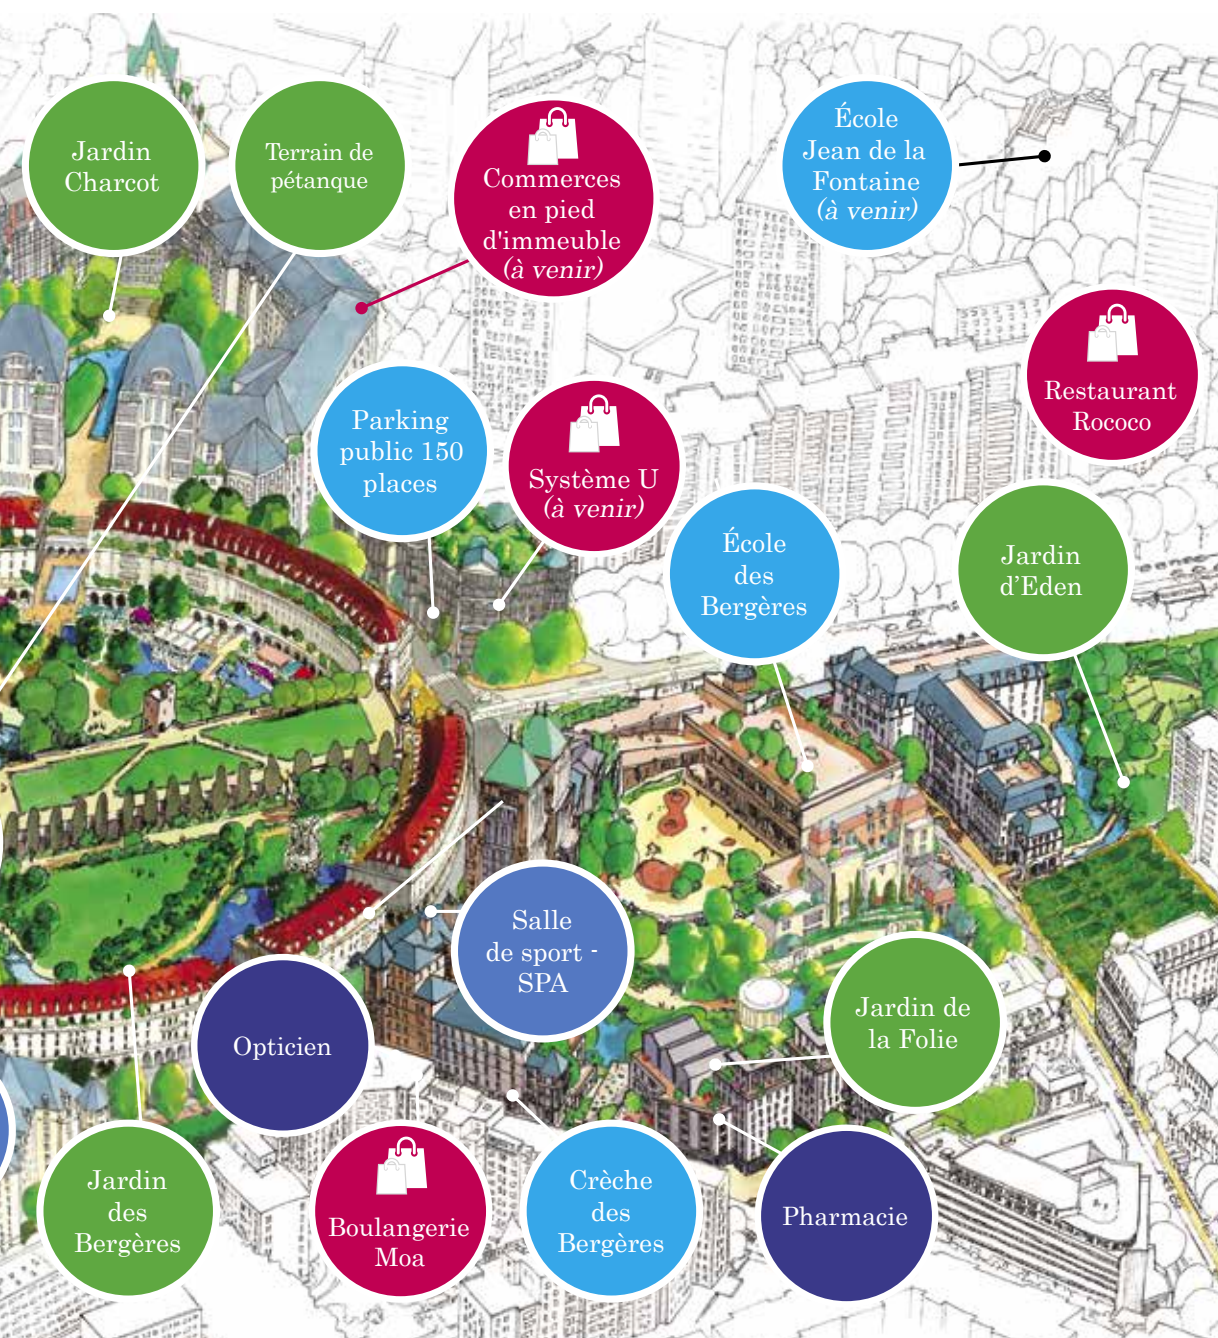 Jardin
Charcot
Terrain de
pétanque
Commerces
en pied
d'immeuble
(à venir)
École
Jean de la
Fontaine
(à venir)
Restaurant
Rococo
Parking
public 150
places
Système U
(à venir)
École
des
Bergères
Jardin
d’Eden
Salle
de sport -
SPA
Opticien
Jardin de
la Folie
Jardin
des
Bergères
Boulangerie
Moa
Crèche
des
Bergères
Pharmacie